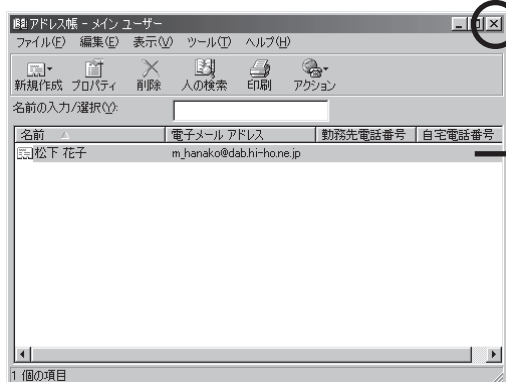 アドレス帳 - メイン ユーザー
ファイル(F) 編集(E) 表示(V) ツール(T) ヘルプ(H)
新規作成 プロパティ 削除 人の検索 印刷 アクション
名前の入力/選択(Y):
名前 電子メール アドレス 勤務先電話番号 自宅電話番号
松下 花子 m_hanako@dab.hi-ho.ne.jp
1 個の項目